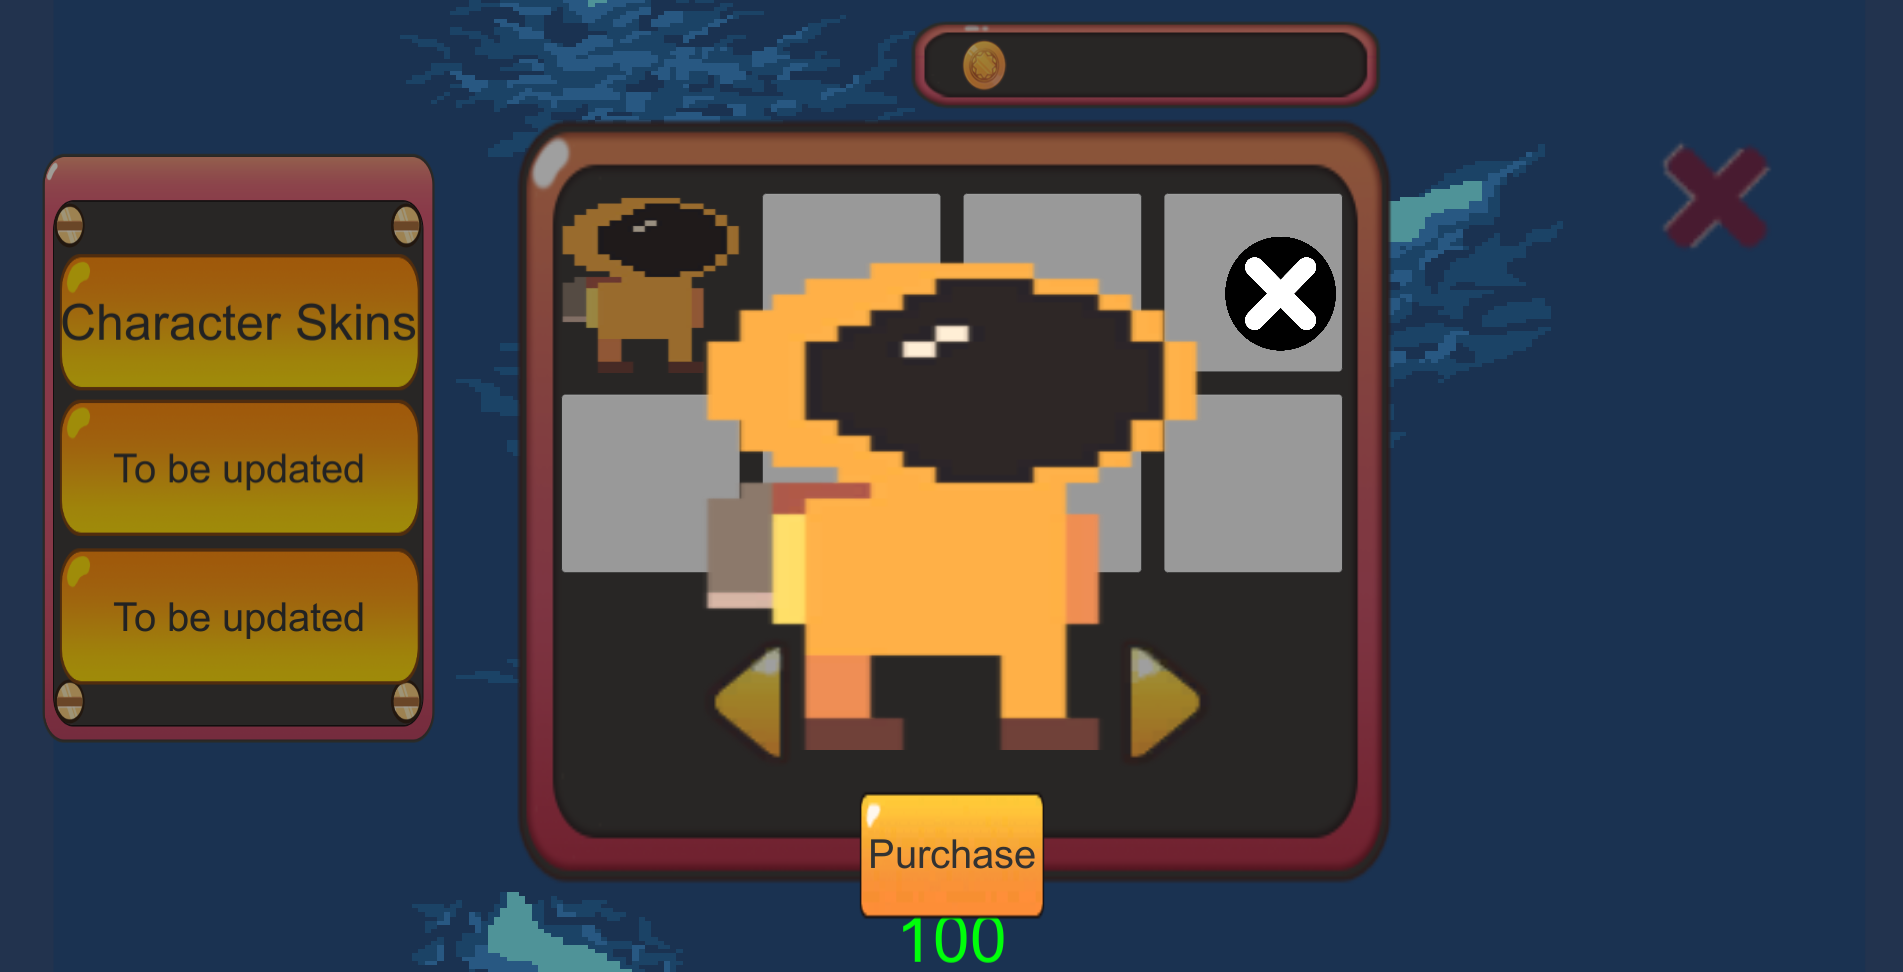 Character Skins
To be updated
To be updated
Purchase
100